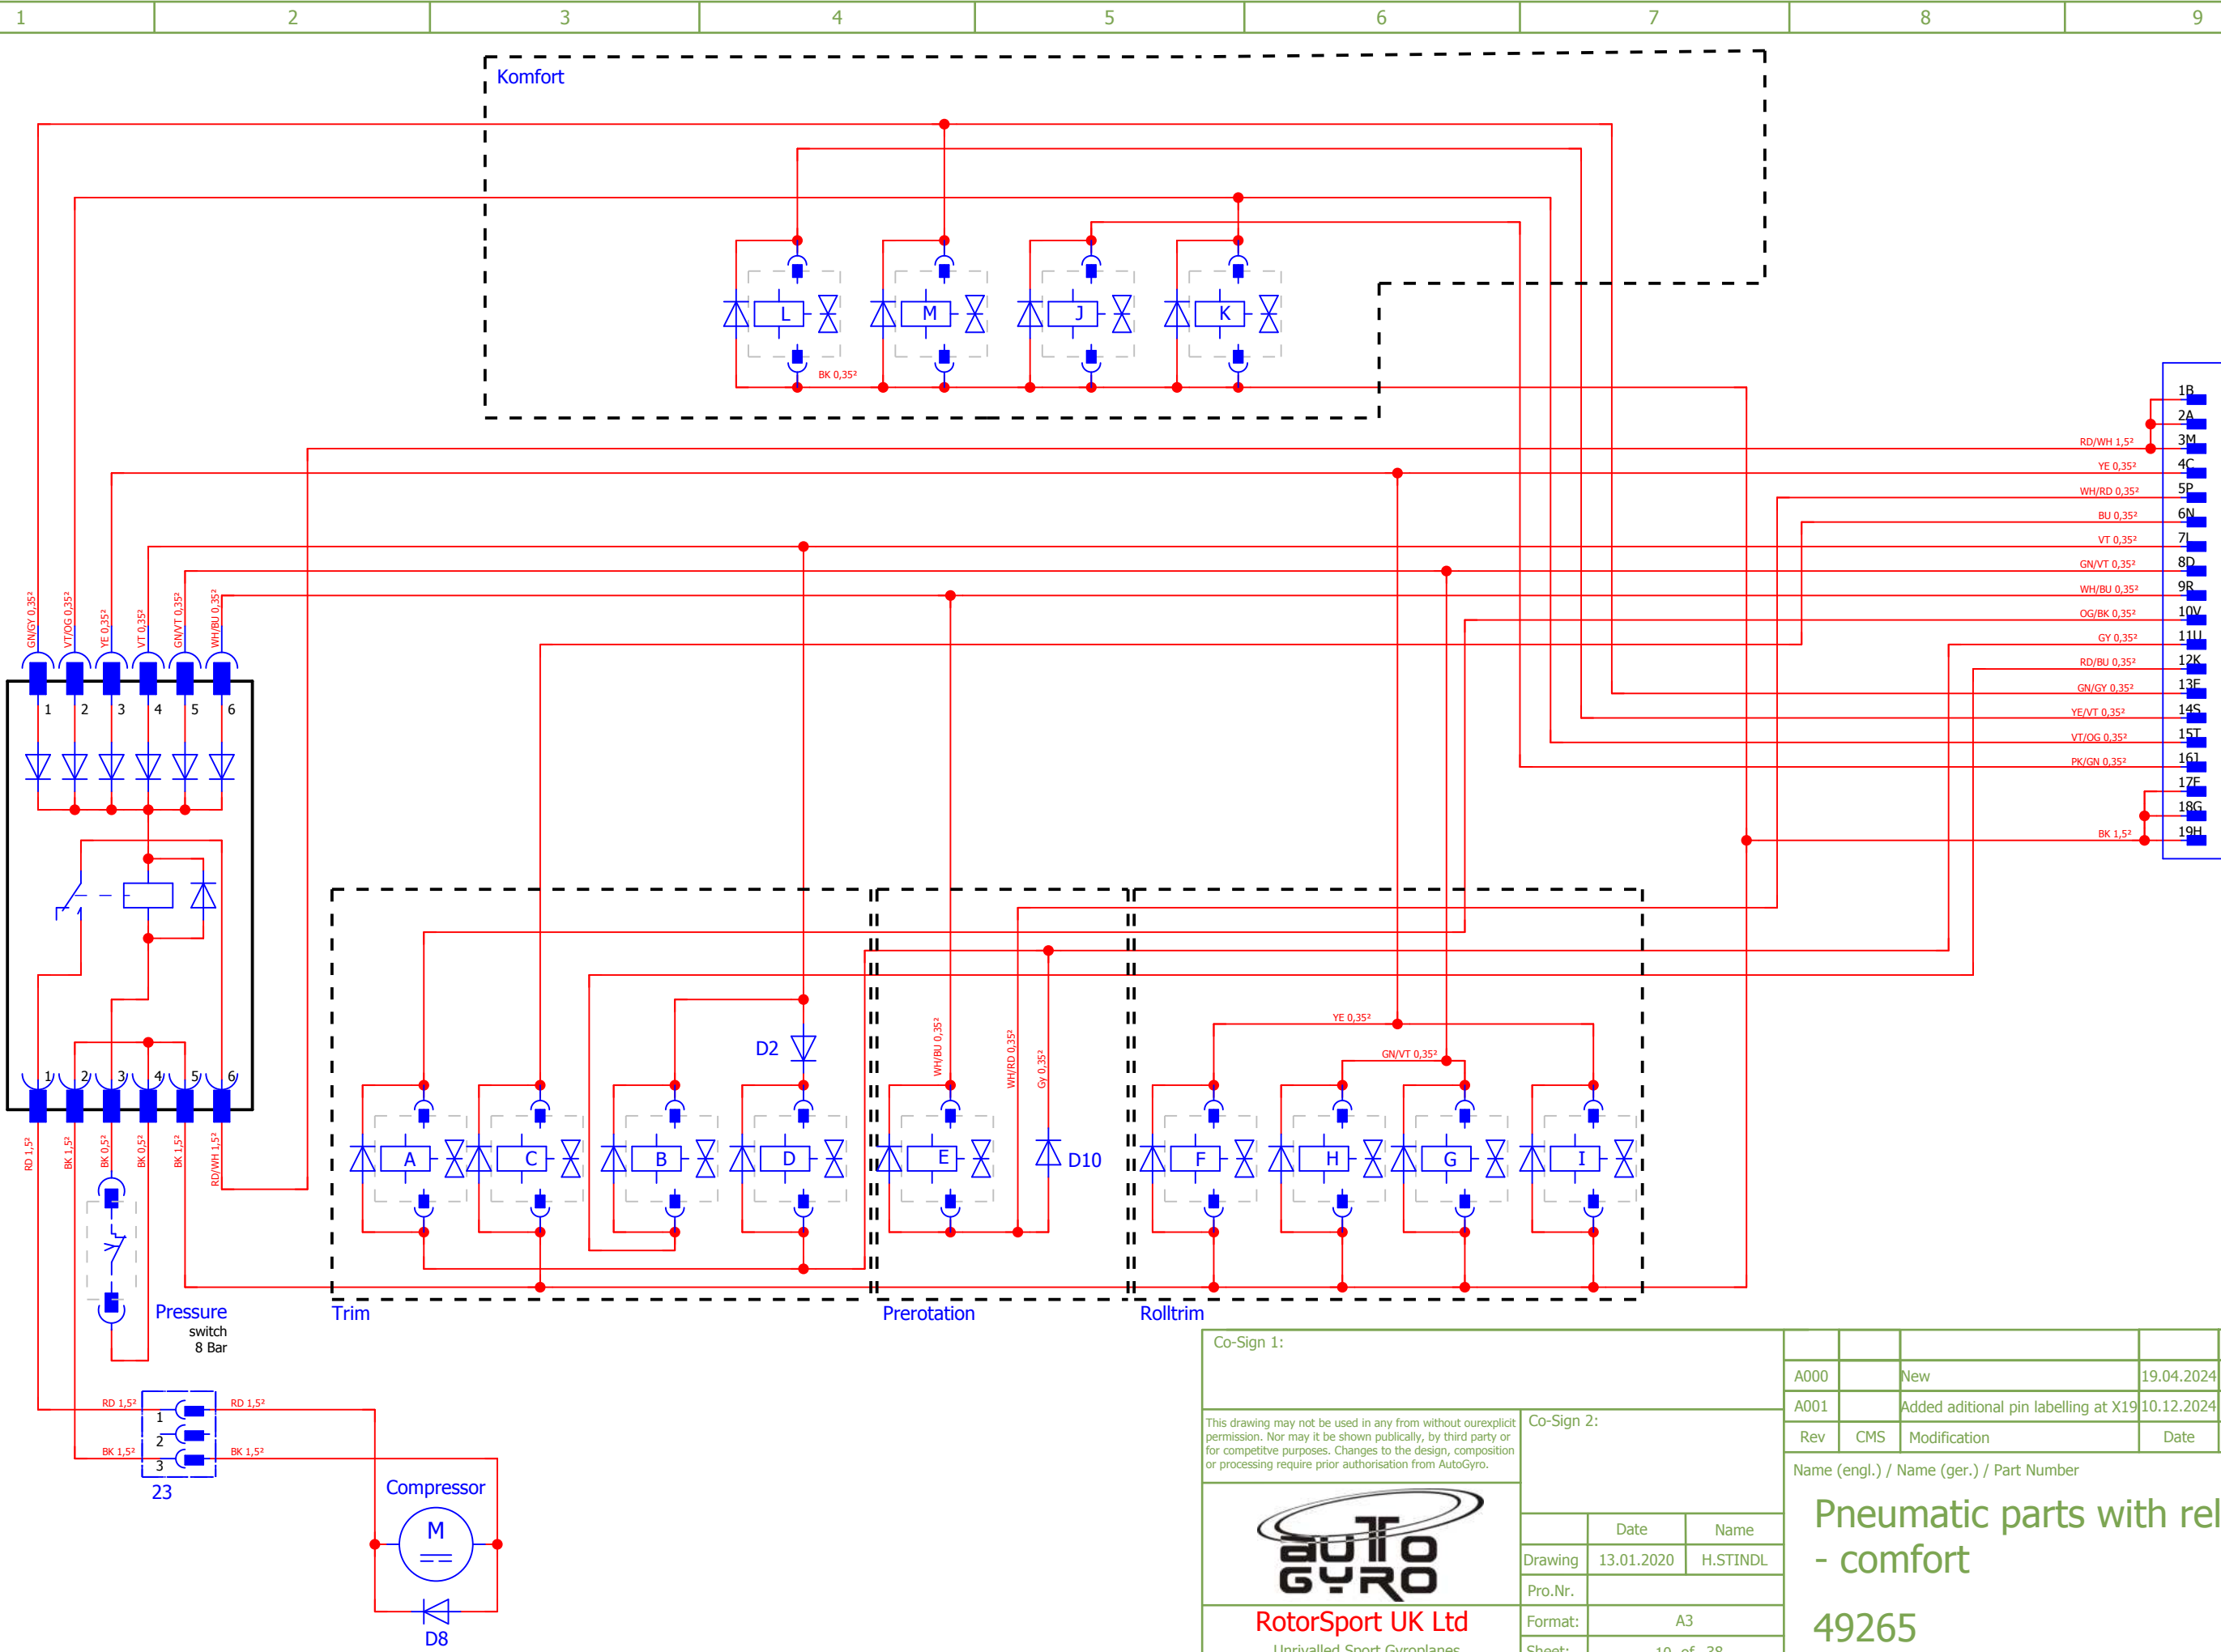 1 2 3 4 5 6 7 8 9
Komfort
L M J K
BK 0,35²
1B
2A
RD/WH 1,5² 3M
YE 0,35² 4C
WH/RD 0,35² 5P
BU 0,35² 6N
VT 0,35² 7L
GN/VT 0,35² 8D
WH/BU 0,35² 9R
OG/BK 0,35² 10V
GY 0,35² 11U
RD/BU 0,35² 12K
GN/GY 0,35² 13E
YE/VT 0,35² 14S
VT/OG 0,35² 15T
PK/GN 0,35² 16J
17F
18G
BK 1,5² 19H
GN/GY 0,35²
VT/OG 0,35²
YE 0,35²
VT 0,35²
GN/VT 0,35²
WH/BU 0,35²
1 2 3 4 5 6
1 2 3 4 5 6
RD 1,5²
BK 1,5²
BK 0,5²
BK 0,5²
BK 1,5²
RD/WH 1,5²
D2
WH/BU 0,35²
WH/RD 0,35²
Gy 0,35²
YE 0,35²
GN/VT 0,35²
A C B D E D10 F H G I
Pressure
switch
8 Bar
Trim
Prerotation
Rolltrim
RD 1,5² 1 RD 1,5²
2
BK 1,5² 3 BK 1,5²
23
Compressor
M
D8
Co-Sign 1:
This drawing may not be used in any from without ourexplicit
permission. Nor may it be shown publically, by third party or
for competitve purposes. Changes to the design, composition
or processing require prior authorisation from AutoGyro.
Co-Sign 2:
AUTO
GYRO
RotorSport UK Ltd
Unrivalled Sport Gyroplanes
Date Name
Drawing 13.01.2020 H.STINDL
Pro.Nr.
Format: A3
Sheet: 10 of 38
A000 New 19.04.2024
A001 Added aditional pin labelling at X19 10.12.2024
Rev CMS Modification Date
Name (engl.) / Name (ger.) / Part Number
Pneumatic parts with rel
- comfort
49265